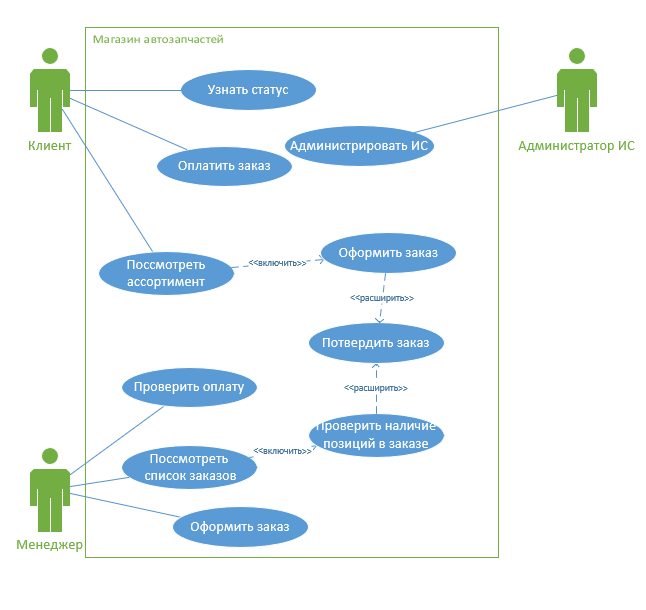 Магазин автозапчастей
Узнать статус
Клиент
Администрировать ИС
Администратор ИС
Оплатить заказ
Поссмотреть
ассортимент
<<включить>>
Оформить заказ
<<расширить>>
Потвердить заказ
Проверить оплату
<<расширить>>
Проверить наличие
позиций в заказе
<<включить>>
Поссмотреть
список заказов
Оформить заказ
Менеджер